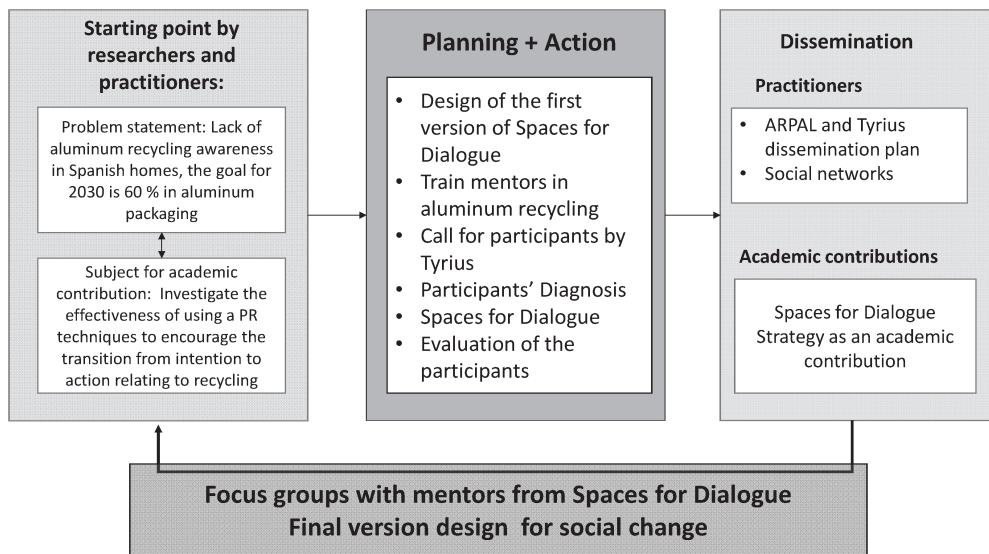 Starting point by
researchers and
practitioners:
Problem statement: Lack of
aluminum recycling awareness
in Spanish homes, the goal for
2030 is 60 % in aluminum
packaging
Subject for academic
contribution: Investigate the
effectiveness of using a PR
techniques to encourage the
transition from intention to
action relating to recycling
Planning + Action
• Design of the first
version of Spaces for
Dialogue
• Train mentors in
aluminum recycling
• Call for participants by
Tyrius
• Participants’ Diagnosis
• Spaces for Dialogue
• Evaluation of the
participants
Dissemination
Practitioners
• ARPAL and Tyrius
dissemination plan
• Social networks
Academic contributions
Spaces for Dialogue
Strategy as an academic
contribution
Focus groups with mentors from Spaces for Dialogue
Final version design for social change